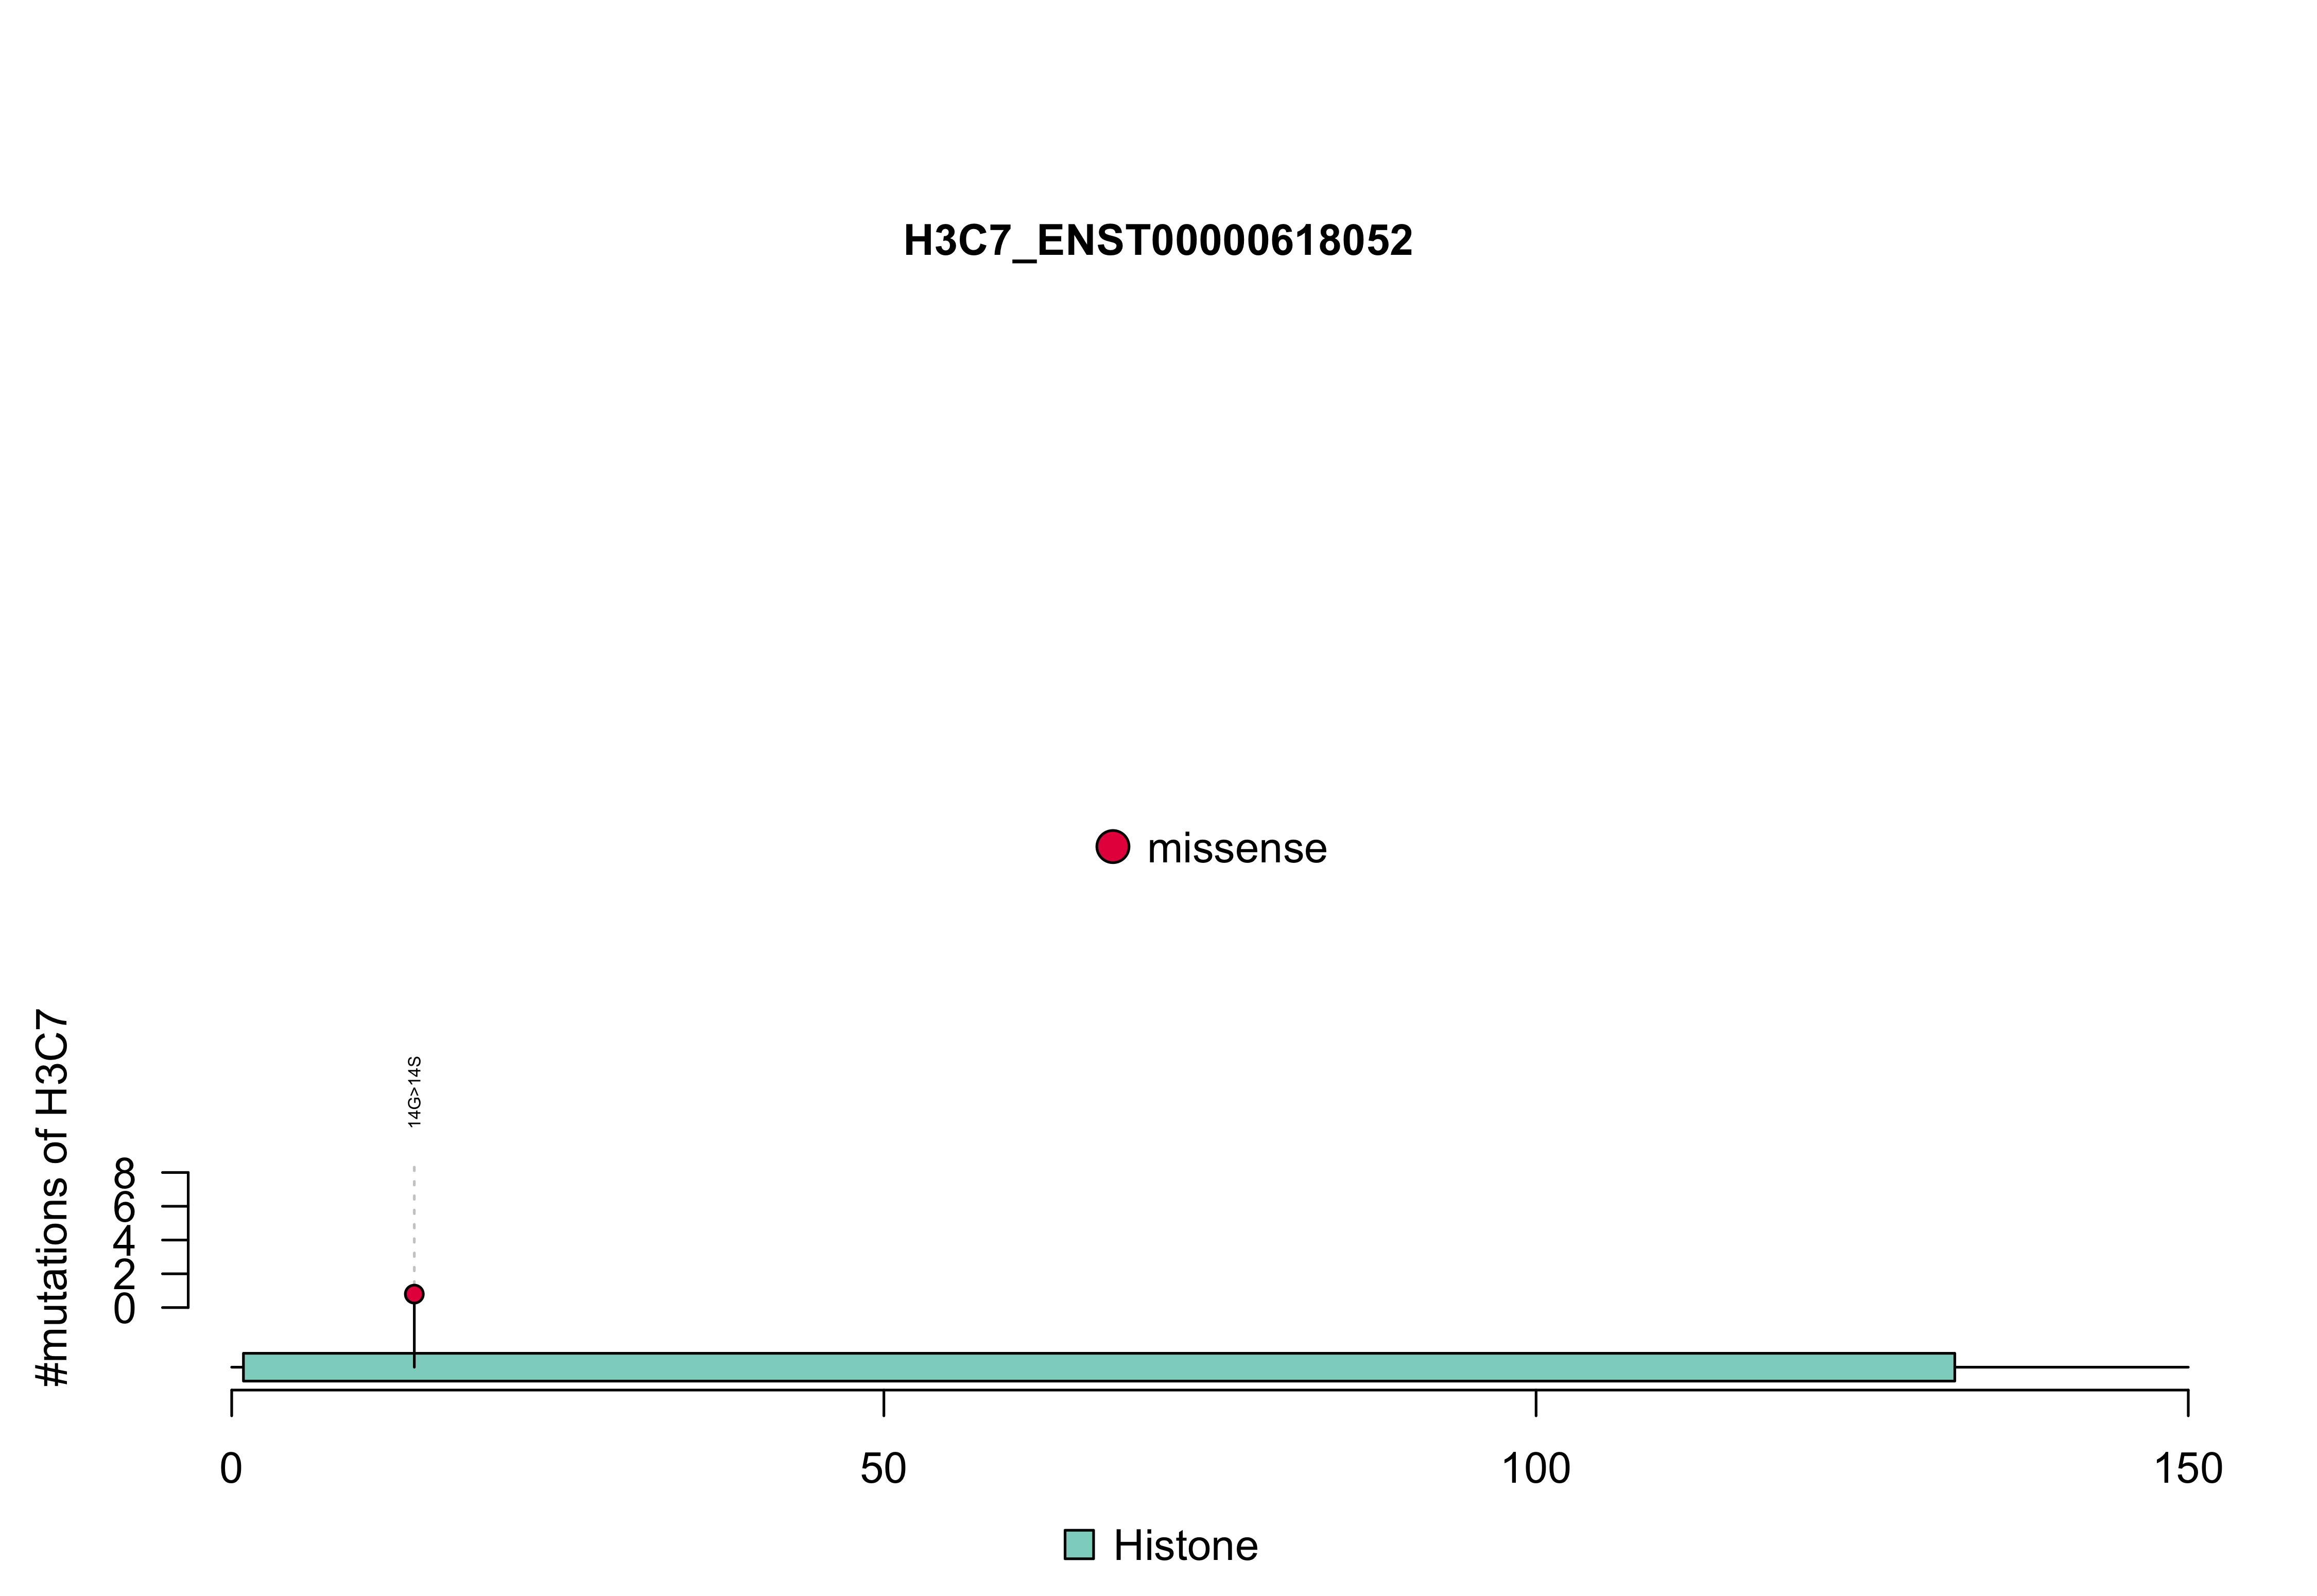 H3C7_ENST00000618052
missense
#mutations of H3C7
14G>14S
8
6
4
2
0
0 50 100 150
Histone